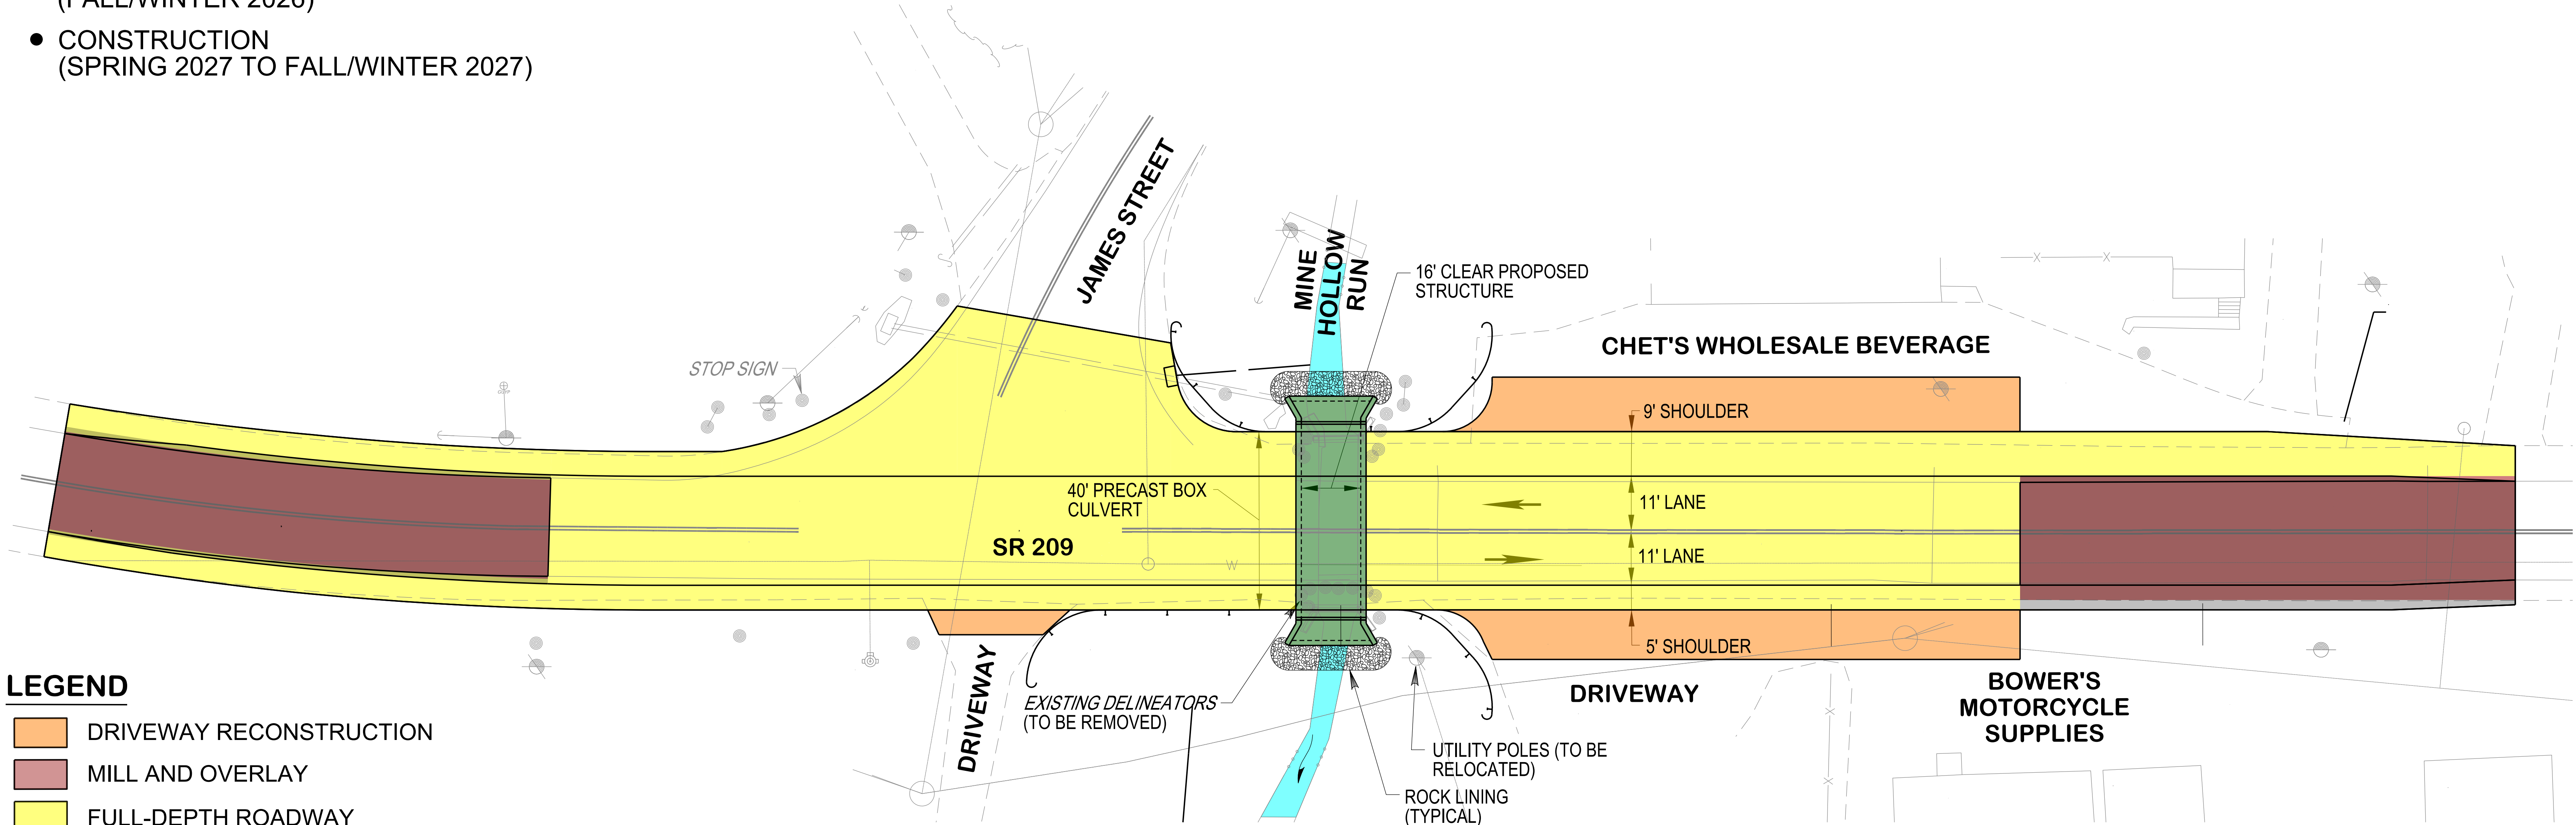 (FALL/WINTER 2026)
● CONSTRUCTION
(SPRING 2027 TO FALL/WINTER 2027)
JAMES STREET
MINE
HOLLOW
RUN
16' CLEAR PROPOSED
STRUCTURE
CHET'S WHOLESALE BEVERAGE
STOP SIGN
9' SHOULDER
40' PRECAST BOX
CULVERT
11' LANE
SR 209
11' LANE
W
5' SHOULDER
DRIVEWAY
EXISTING DELINEATORS
(TO BE REMOVED)
DRIVEWAY
BOWER'S
MOTORCYCLE
SUPPLIES
UTILITY POLES (TO BE
RELOCATED)
ROCK LINING
(TYPICAL)
LEGEND
DRIVEWAY RECONSTRUCTION
MILL AND OVERLAY
FULL-DEPTH ROADWAY